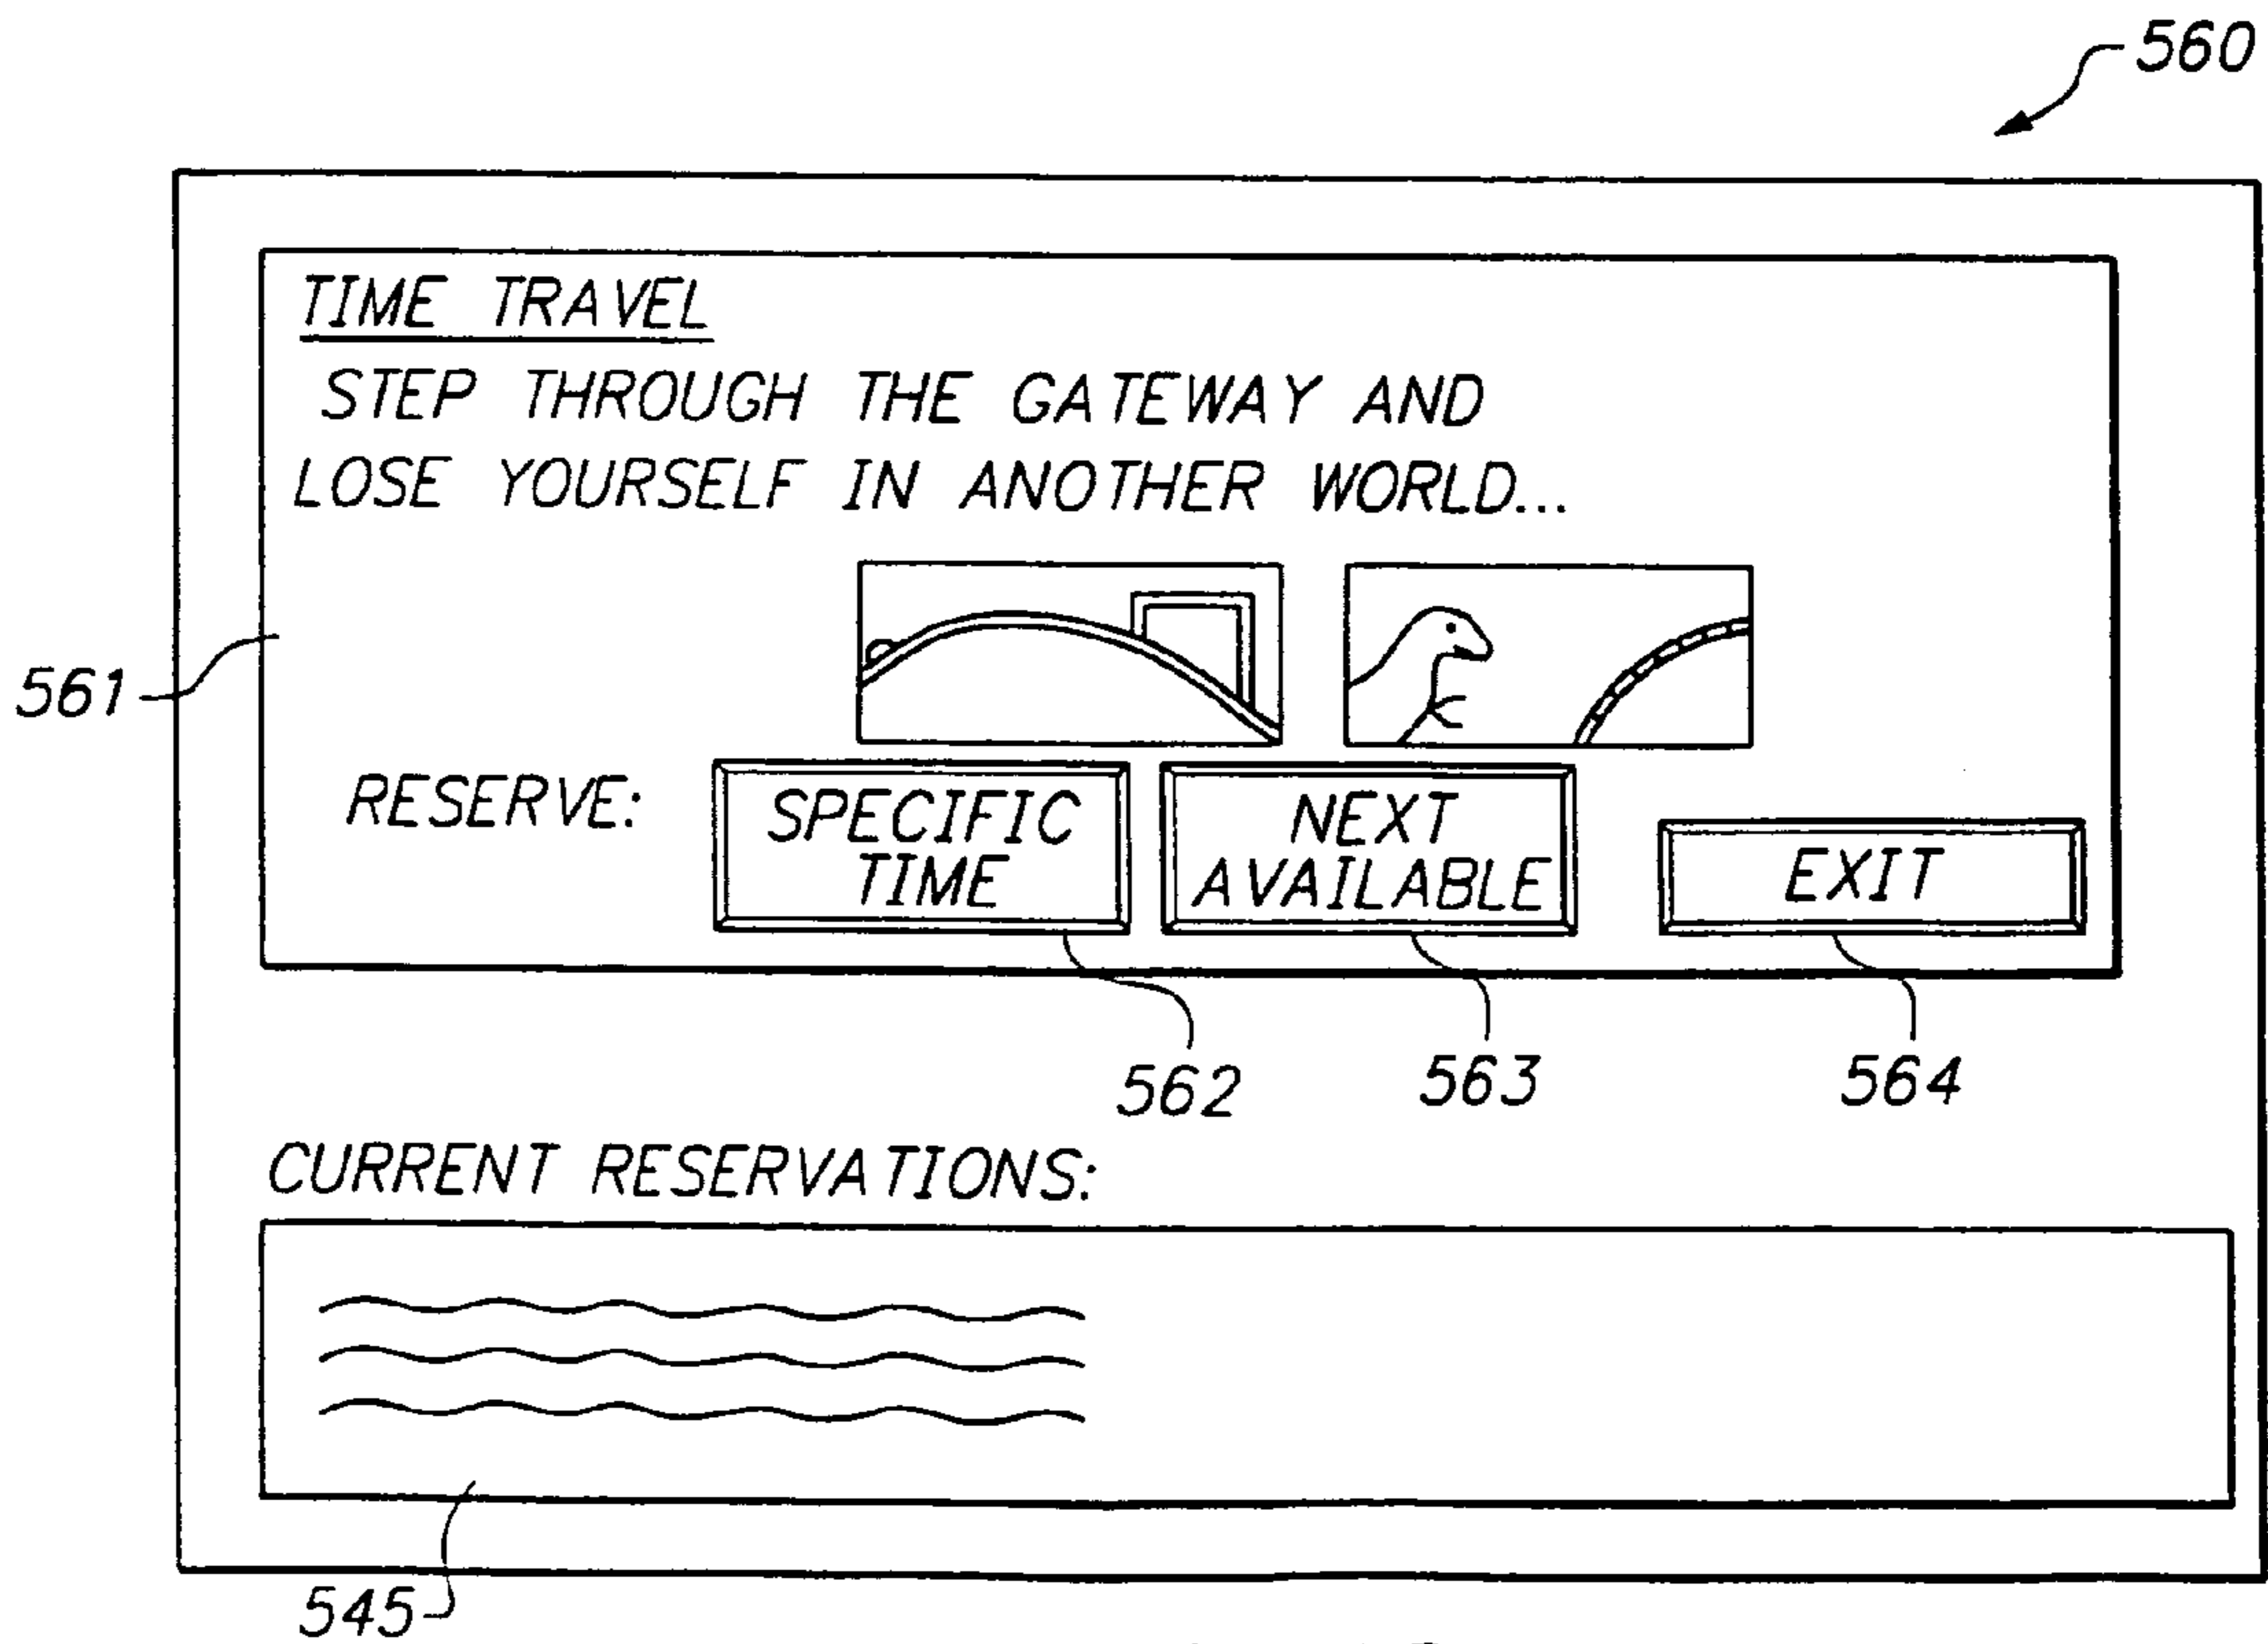 560
TIME TRAVEL
STEP THROUGH THE GATEWAY AND
LOSE YOURSELF IN ANOTHER WORLD...
561
RESERVE:
SPECIFIC
TIME
NEXT
AVAILABLE
EXIT
562
563
564
CURRENT RESERVATIONS:
545